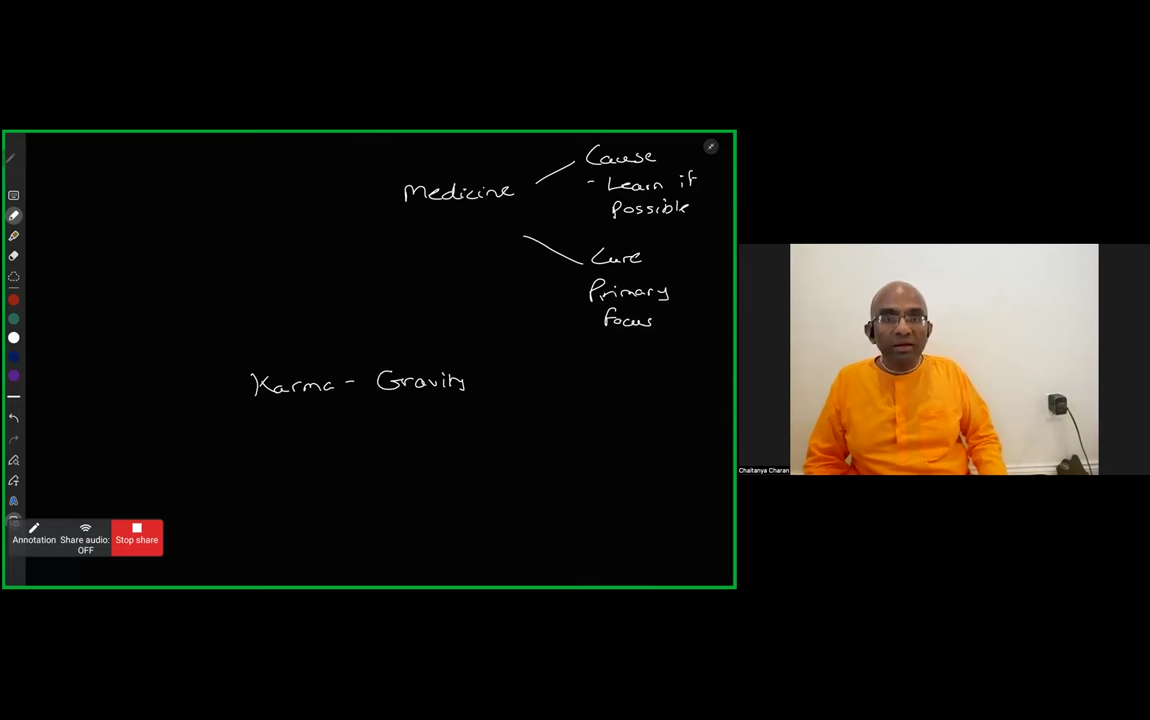 Cause
Medicine
- Learn if
possible
Cure
Primary
Focus
Karma - Gravity
Chaitanya Charan
Annotation Share audio: Stop share
OFF